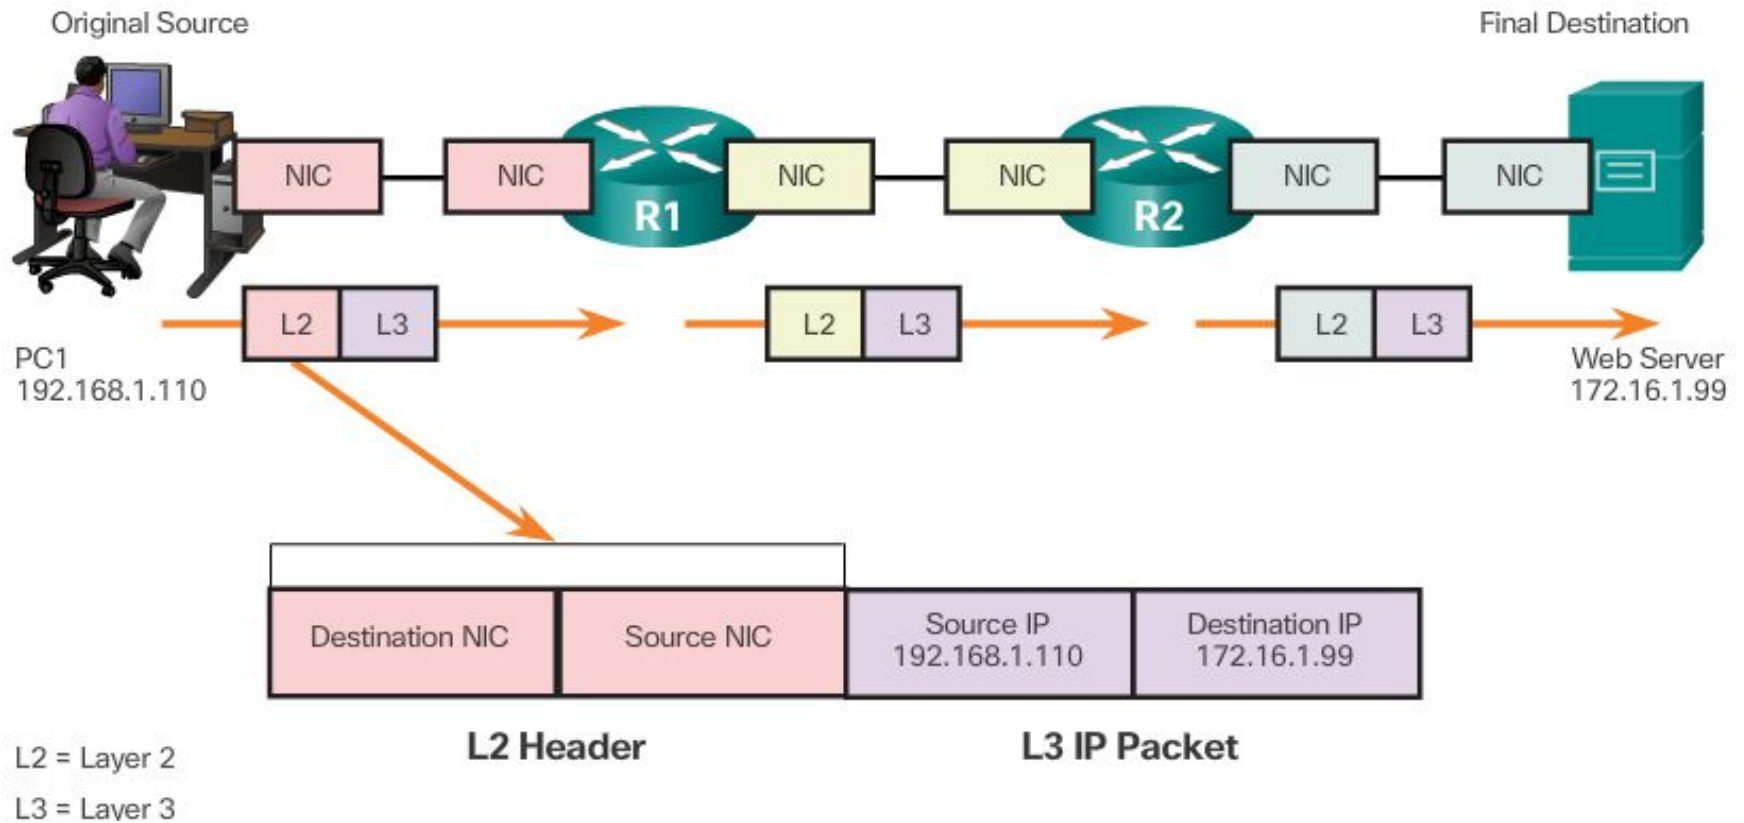 Original Source
Final Destination
NIC
NIC
NIC
NIC
NIC
NIC
R1
R2
L2
L3
L2
L3
L2
L3
PC1
192.168.1.110
Web Server
172.16.1.99
Destination NIC
Source NIC
Source IP
192.168.1.110
Destination IP
172.16.1.99
L2 Header
L3 IP Packet
L2 = Layer 2
L3 = Layer 3